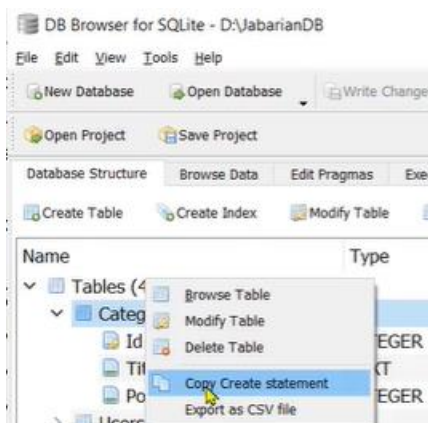 DB Browser for SQLite - D:\JabarianDB
File Edit View Tools Help
New Database Open Database Write Change
Open Project Save Project
Database Structure Browse Data Edit Pragmas Exe
Create Table Create Index Modify Table
Name Type
Tables (4
Categ
Browse Table
Modify Table
Id
Delete Table
EGER
Tit
XT
Copy Create statement
Po
EGER
Export as CSV file
Users